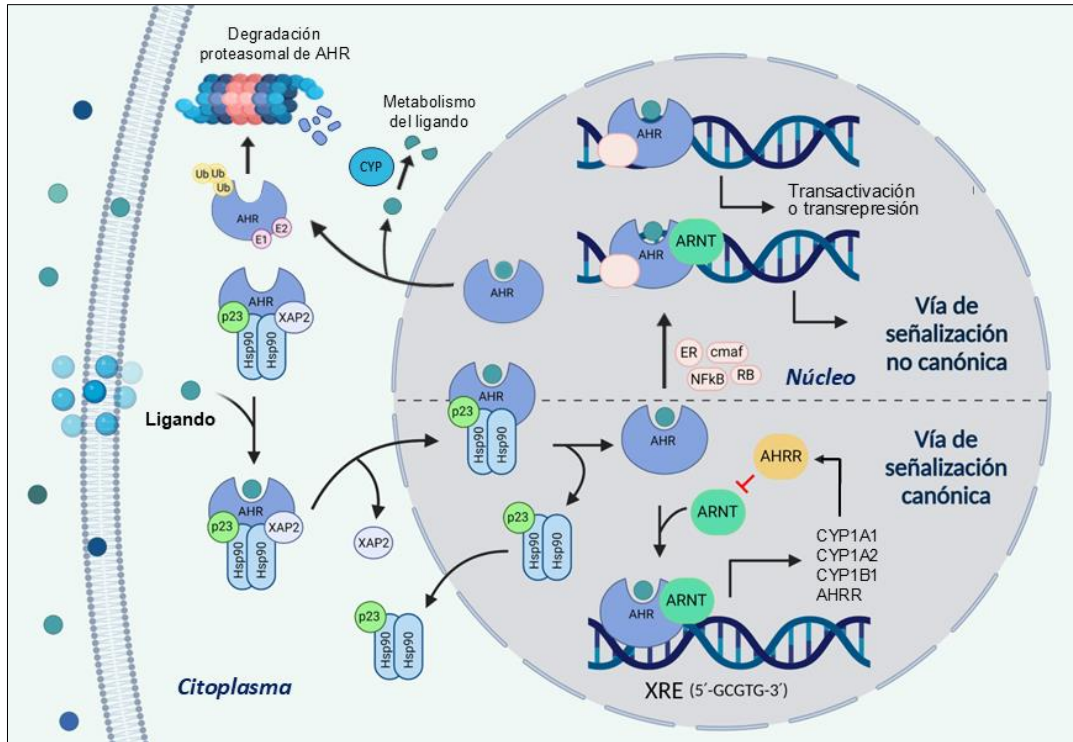 Degradación
proteasomal de AHR
Metabolismo
del ligando
CYP
Ub
Ub
Ub
AHR
E1
E2
AHR
p23
XAP2
Hsp90
Hsp90
Ligando
AHR
p23
XAP2
Hsp90
Hsp90
XAP2
p23
Hsp90
Hsp90
Citoplasma
AHR
AHR
p23
Hsp90
Hsp90
p23
Hsp90
Hsp90
AHR
Transactivación
o transrepresión
AHR
ARNT
ER
cmaf
NFkB
RB
Núcleo
Vía de
señalización
no canónica
AHR
Vía de
señalización
canónica
AHRR
ARNT
CYP1A1
CYP1A2
CYP1B1
AHRR
AHR
ARNT
XRE (5´-GCGTG-3´)